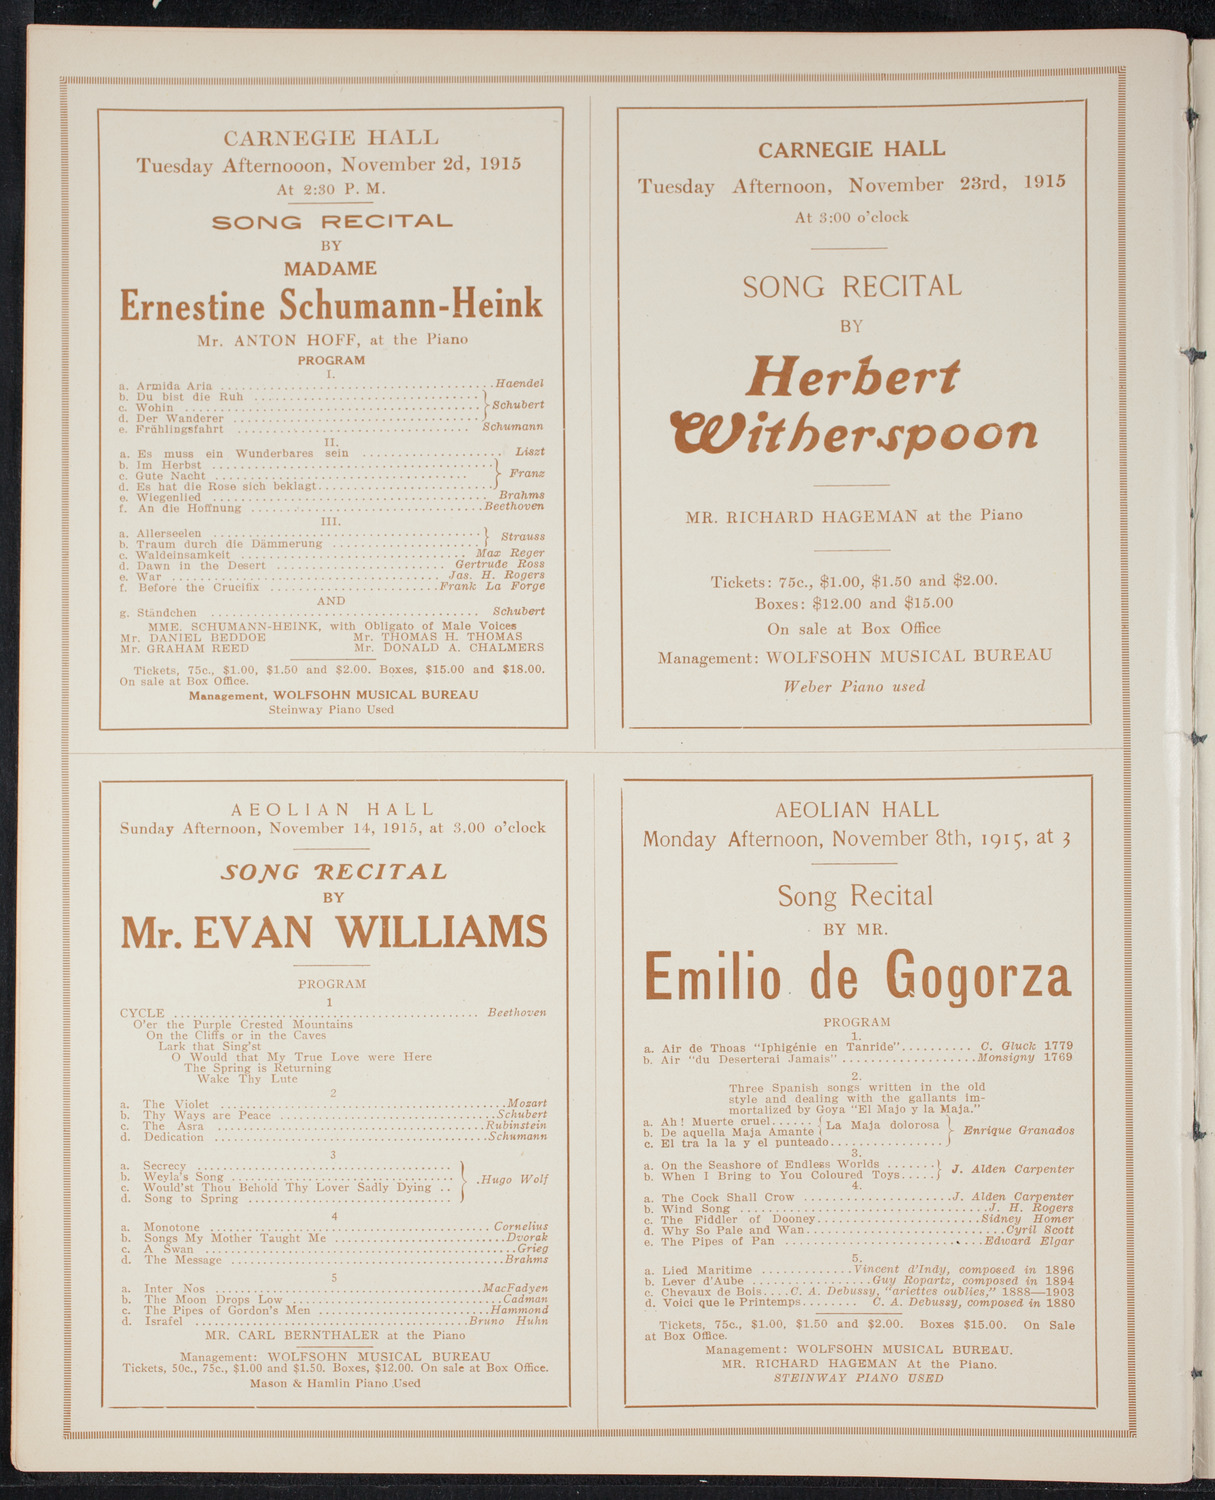 CARNEGIE HALL
Tuesday Afternooon, November 2d, 1915
At 2:30 P. M.
SONG RECITAL
BY
MADAME
Ernestine Schumann-Heink
Mr. ANTON HOFF, at the Piano
PROGRAM
I.
a. Armida Aria ........ Haendel
b. Du bist die Ruh ........
c. Wohin ........ Schubert
d. Der Wanderer ........
e. Frühlingsfahrt ........ Schumann
II.
a. Es muss ein Wunderbares sein ........ Liszt
b. Im Herbst ........
c. Gute Nacht ........ Franz
d. Es hat die Rose sich beklagt........
e. Wiegenlied ........ Brahms
f. An die Hoffnung ........ Beethoven
III.
a. Allerseelen ........ Strauss
b. Traum durch die Dämmerung ........
c. Waldeinsamkeit ........ Max Reger
d. Dawn in the Desert ........ Gertrude Ross
e. War ........ Jas. H. Rogers
f. Before the Crucifix ........ Frank La Forge
AND
g. Ständchen ........ Schubert
MME. SCHUMANN-HEINK, with Obligato of Male Voices
Mr. DANIEL BEDDOE Mr. THOMAS H. THOMAS
Mr. GRAHAM REED Mr. DONALD A. CHALMERS
Tickets, 75c., $1.00, $1.50 and $2.00. Boxes, $15.00 and $18.00.
On sale at Box Office.
Management, WOLFSOHN MUSICAL BUREAU
Steinway Piano Used
CARNEGIE HALL
Tuesday Afternoon, November 23rd, 1915
At 3:00 o'clock
SONG RECITAL
BY
Herbert
Witherspoon
MR. RICHARD HAGEMAN at the Piano
Tickets: 75c., $1.00, $1.50 and $2.00.
Boxes: $12.00 and $15.00
On sale at Box Office
Management: WOLFSOHN MUSICAL BUREAU
Weber Piano used
AEOLIAN HALL
Sunday Afternoon, November 14, 1915, at 3.00 o'clock
SONG RECITAL
BY
Mr. EVAN WILLIAMS
PROGRAM
1
CYCLE ........ Beethoven
O'er the Purple Crested Mountains
On the Cliffs or in the Caves
Lark that Sing'st
O Would that My True Love were Here
The Spring is Returning
Wake Thy Lute
2
a. The Violet ........ Mozart
b. Thy Ways are Peace ........ Schubert
c. The Asra ........ Rubinstein
d. Dedication ........ Schumann
3
a. Secrecy ........
b. Weyla's Song ........ Hugo Wolf
c. Would'st Thou Behold Thy Lover Sadly Dying ..
d. Song to Spring ........
4
a. Monotone ........ Cornelius
b. Songs My Mother Taught Me ........ Dvorak
c. A Swan ........ Grieg
d. The Message ........ Brahms
5
a. Inter Nos ........ MacFadyen
b. The Moon Drops Low ........ Cadman
c. The Pipes of Gordon's Men ........ Hammond
d. Israfel ........ Bruno Huhn
MR. CARL BERNTHALER at the Piano
Management: WOLFSOHN MUSICAL BUREAU
Tickets, 50c., 75c., $1.00 and $1.50. Boxes, $12.00. On sale at Box Office.
Mason & Hamlin Piano Used
AEOLIAN HALL
Monday Afternoon, November 8th, 1915, at 3
Song Recital
BY MR.
Emilio de Gogorza
PROGRAM
1.
a. Air de Thoas "Iphigénie en Tanride"........ C. Gluck 1779
b. Air "du Deserterai Jamais" ........ Monsigny 1769
2.
Three Spanish songs written in the old
style and dealing with the gallants im-
mortalized by Goya "El Majo y la Maja."
a. Ah! Muerte cruel...... La Maja dolorosa
b. De aquella Maja Amante Enrique Granados
c. El tra la la y el punteado........
3.
a. On the Seashore of Endless Worlds ....... J. Alden Carpenter
b. When I Bring to You Coloured Toys.....
4.
a. The Cock Shall Crow ........ J. Alden Carpenter
b. Wind Song ........ J. H. Rogers
c. The Fiddler of Dooney........ Sidney Homer
d. Why So Pale and Wan........ Cyril Scott
e. The Pipes of Pan ........ Edward Elgar
5.
a. Lied Maritime ........ Vincent d'Indy, composed in 1896
b. Lever d'Aube ........ Guy Ropartz, composed in 1894
c. Chevaux de Bois....C. A. Debussy, "ariettes oublies," 1888—1903
d. Voici que le Printemps........ C. A. Debussy, composed in 1880
Tickets, 75c., $1.00, $1.50 and $2.00. Boxes $15.00. On Sale
at Box Office.
Management: WOLFSOHN MUSICAL BUREAU.
MR. RICHARD HAGEMAN At the Piano.
STEINWAY PIANO USED